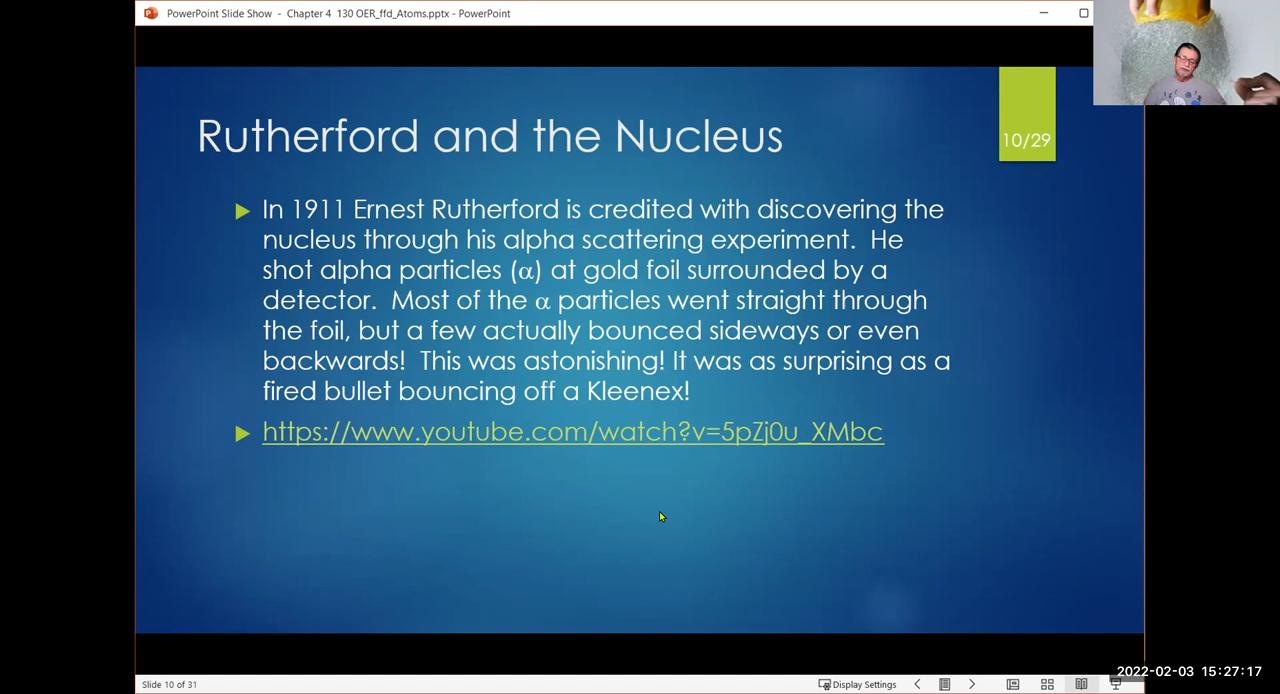 PowerPoint Slide Show - Chapter 4 130 OER_ffd_Atoms.pptx - PowerPoint
Rutherford and the Nucleus
10/29
In 1911 Ernest Rutherford is credited with discovering the
nucleus through his alpha scattering experiment. He
shot alpha particles (α) at gold foil surrounded by a
detector. Most of the α particles went straight through
the foil, but a few actually bounced sideways or even
backwards! This was astonishing! It was as surprising as a
fired bullet bouncing off a Kleenex!
https://www.youtube.com/watch?v=5pZj0u_XMbc
2022-02-03 15:27:17
Slide 10 of 31
Display Settings